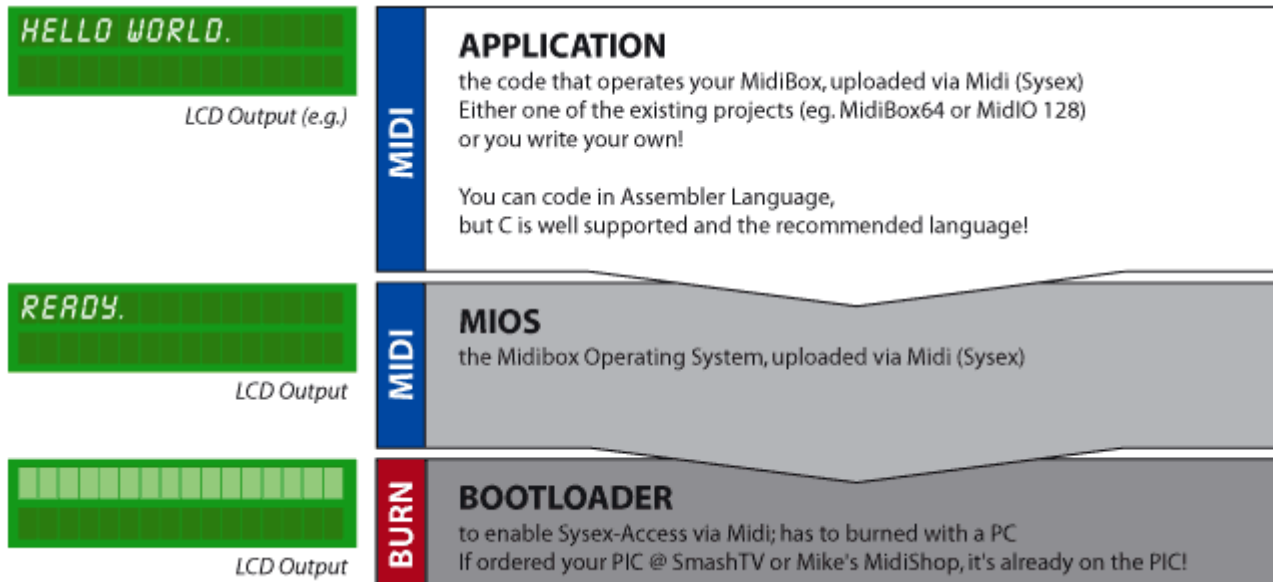 HELLO WORLD.
LCD Output (e.g.)
MIDI
APPLICATION
the code that operates your MidiBox, uploaded via Midi (Sysex)
Either one of the existing projects (eg. MidiBox64 or MidIO 128)
or you write your own!
You can code in Assembler Language,
but C is well supported and the recommended language!
READY.
LCD Output
MIDI
MIOS
the Midibox Operating System, uploaded via Midi (Sysex)
LCD Output
BURN
BOOTLOADER
to enable Sysex-Access via Midi; has to burned with a PC
If ordered your PIC @ SmashTV or Mike's MidiShop, it's already on the PIC!